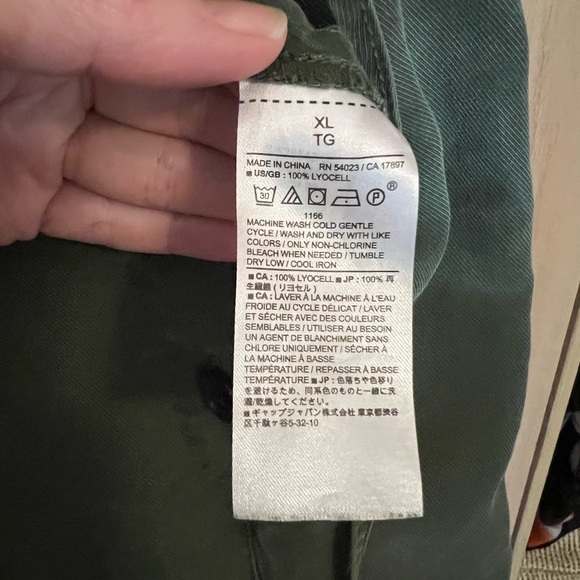 XL
TG
MADE IN CHINA RN 54023 / CA 17897
■ US/GB : 100% LYOCELL
30 P ®
1166
MACHINE WASH COLD GENTLE
CYCLE / WASH AND DRY WITH LIKE
COLORS / ONLY NON-CHLORINE
BLEACH WHEN NEEDED / TUMBLE
DRY LOW / COOL IRON
■ CA : 100% LYOCELL ■ JP : 100% 再
生繊維 ( リヨセル )
■ CA : LAVER À LA MACHINE À L'EAU
FROIDE AU CYCLE DÉLICAT / LAVER
ET SÉCHER AVEC DES COULEURS
SEMBLABLES / UTILISER AU BESOIN
UN AGENT DE BLANCHIMENT SANS
CHLORE UNIQUEMENT / SÉCHER À
LA MACHINE À BASSE
TEMPÉRATURE / REPASSER À BASSE
TEMPÉRATURE ■ JP : 色落ちや色移り
を避けるため、同系色のものと一緒に洗
濯/乾燥してください。
■ ギャップジャパン株式会社 東京都渋谷
区千駄ヶ谷5-32-10